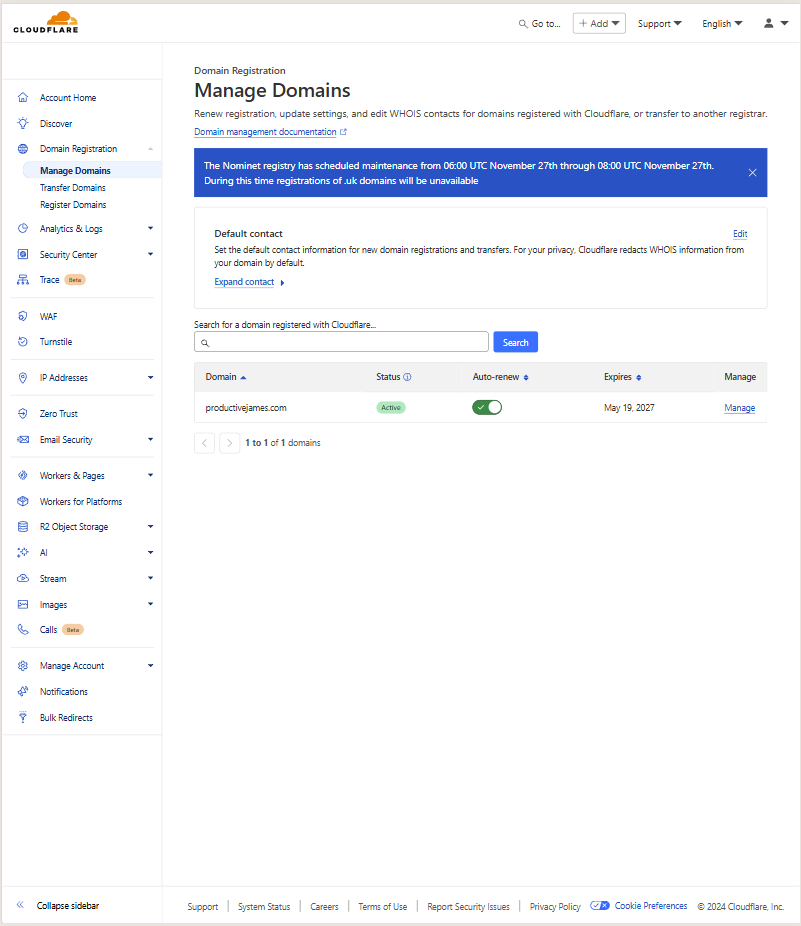 CLOUDFLARE
Go to...
+ Add
Support
English
Account Home
Discover
Domain Registration
Manage Domains
Transfer Domains
Register Domains
Analytics & Logs
Security Center
Trace Beta
WAF
Turnstile
IP Addresses
Zero Trust
Email Security
Workers & Pages
Workers for Platforms
R2 Object Storage
AI
Stream
Images
Calls Beta
Manage Account
Notifications
Bulk Redirects
Collapse sidebar
Domain Registration
Manage Domains
Renew registration, update settings, and edit WHOIS contacts for domains registered with Cloudflare, or transfer to another registrar.
Domain management documentation
The Nominet registry has scheduled maintenance from 06:00 UTC November 27th through 08:00 UTC November 27th.
During this time registrations of .uk domains will be unavailable
Default contact
Edit
Set the default contact information for new domain registrations and transfers. For your privacy, Cloudflare redacts WHOIS information from
your domain by default.
Expand contact
Search for a domain registered with Cloudflare...
Search
Domain Status Auto-renew Expires Manage
productivejames.com Active May 19, 2027 Manage
1 to 1 of 1 domains
Support System Status Careers Terms of Use Report Security Issues Privacy Policy Cookie Preferences © 2024 Cloudflare, Inc.